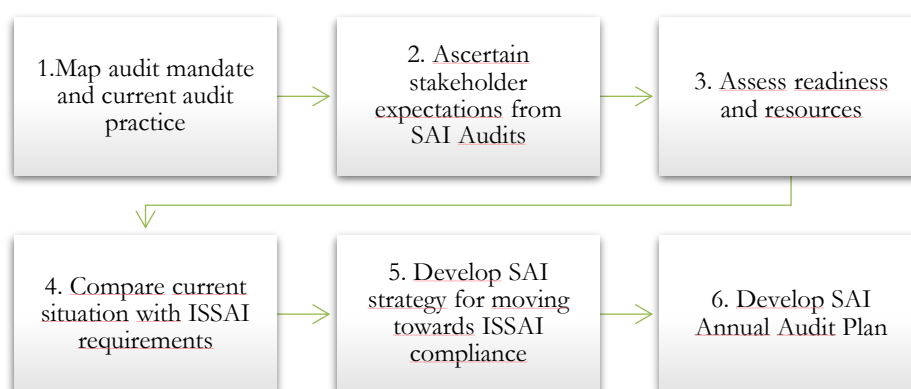 1.Map audit mandate
and current audit
practice
2. Ascertain
stakeholder
expectations from
SAI Audits
3. Assess readiness
and resources
4. Compare current
situation with ISSAI
requirements
5. Develop SAI
strategy for moving
towards ISSAI
compliance
6. Develop SAI
Annual Audit Plan